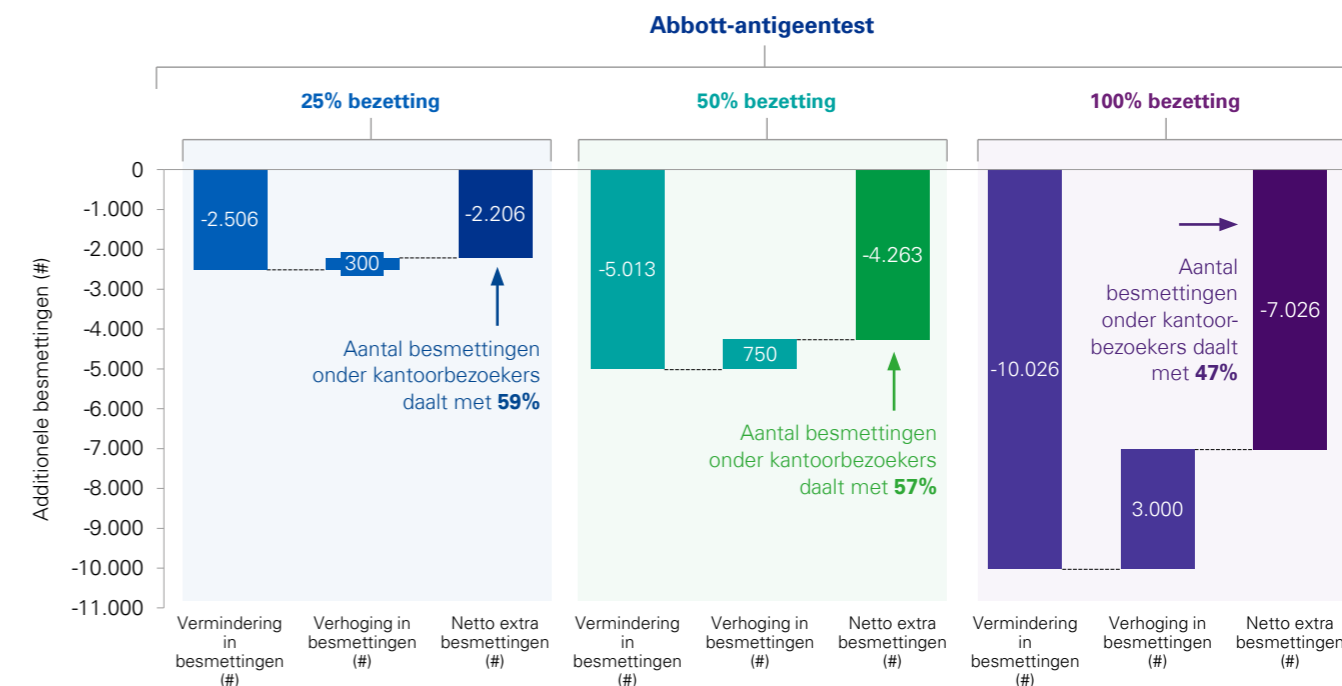 Abbott-antigeentest
25% bezetting
50% bezetting
100% bezetting
Additionele besmettingen (#)
0
-1.000
-2.000
-3.000
-4.000
-5.000
-6.000
-7.000
-8.000
-9.000
-10.000
-11.000
-2.506
300
-2.206
Aantal besmettingen
onder kantoorbezoekers
daalt met 59%
-5.013
750
-4.263
Aantal besmettingen
onder kantoorbezoekers
daalt met 57%
-10.026
3.000
-7.026
Aantal
besmettingen
onder kantoor-
bezoekers daalt
met 47%
Vermindering
in
besmettingen
(#)
Verhoging in
besmettingen
(#)
Netto extra
besmettingen
(#)
Vermindering
in
besmettingen
(#)
Verhoging in
besmettingen
(#)
Netto extra
besmettingen
(#)
Vermindering
in
besmettingen
(#)
Verhoging in
besmettingen
(#)
Netto extra
besmettingen
(#)